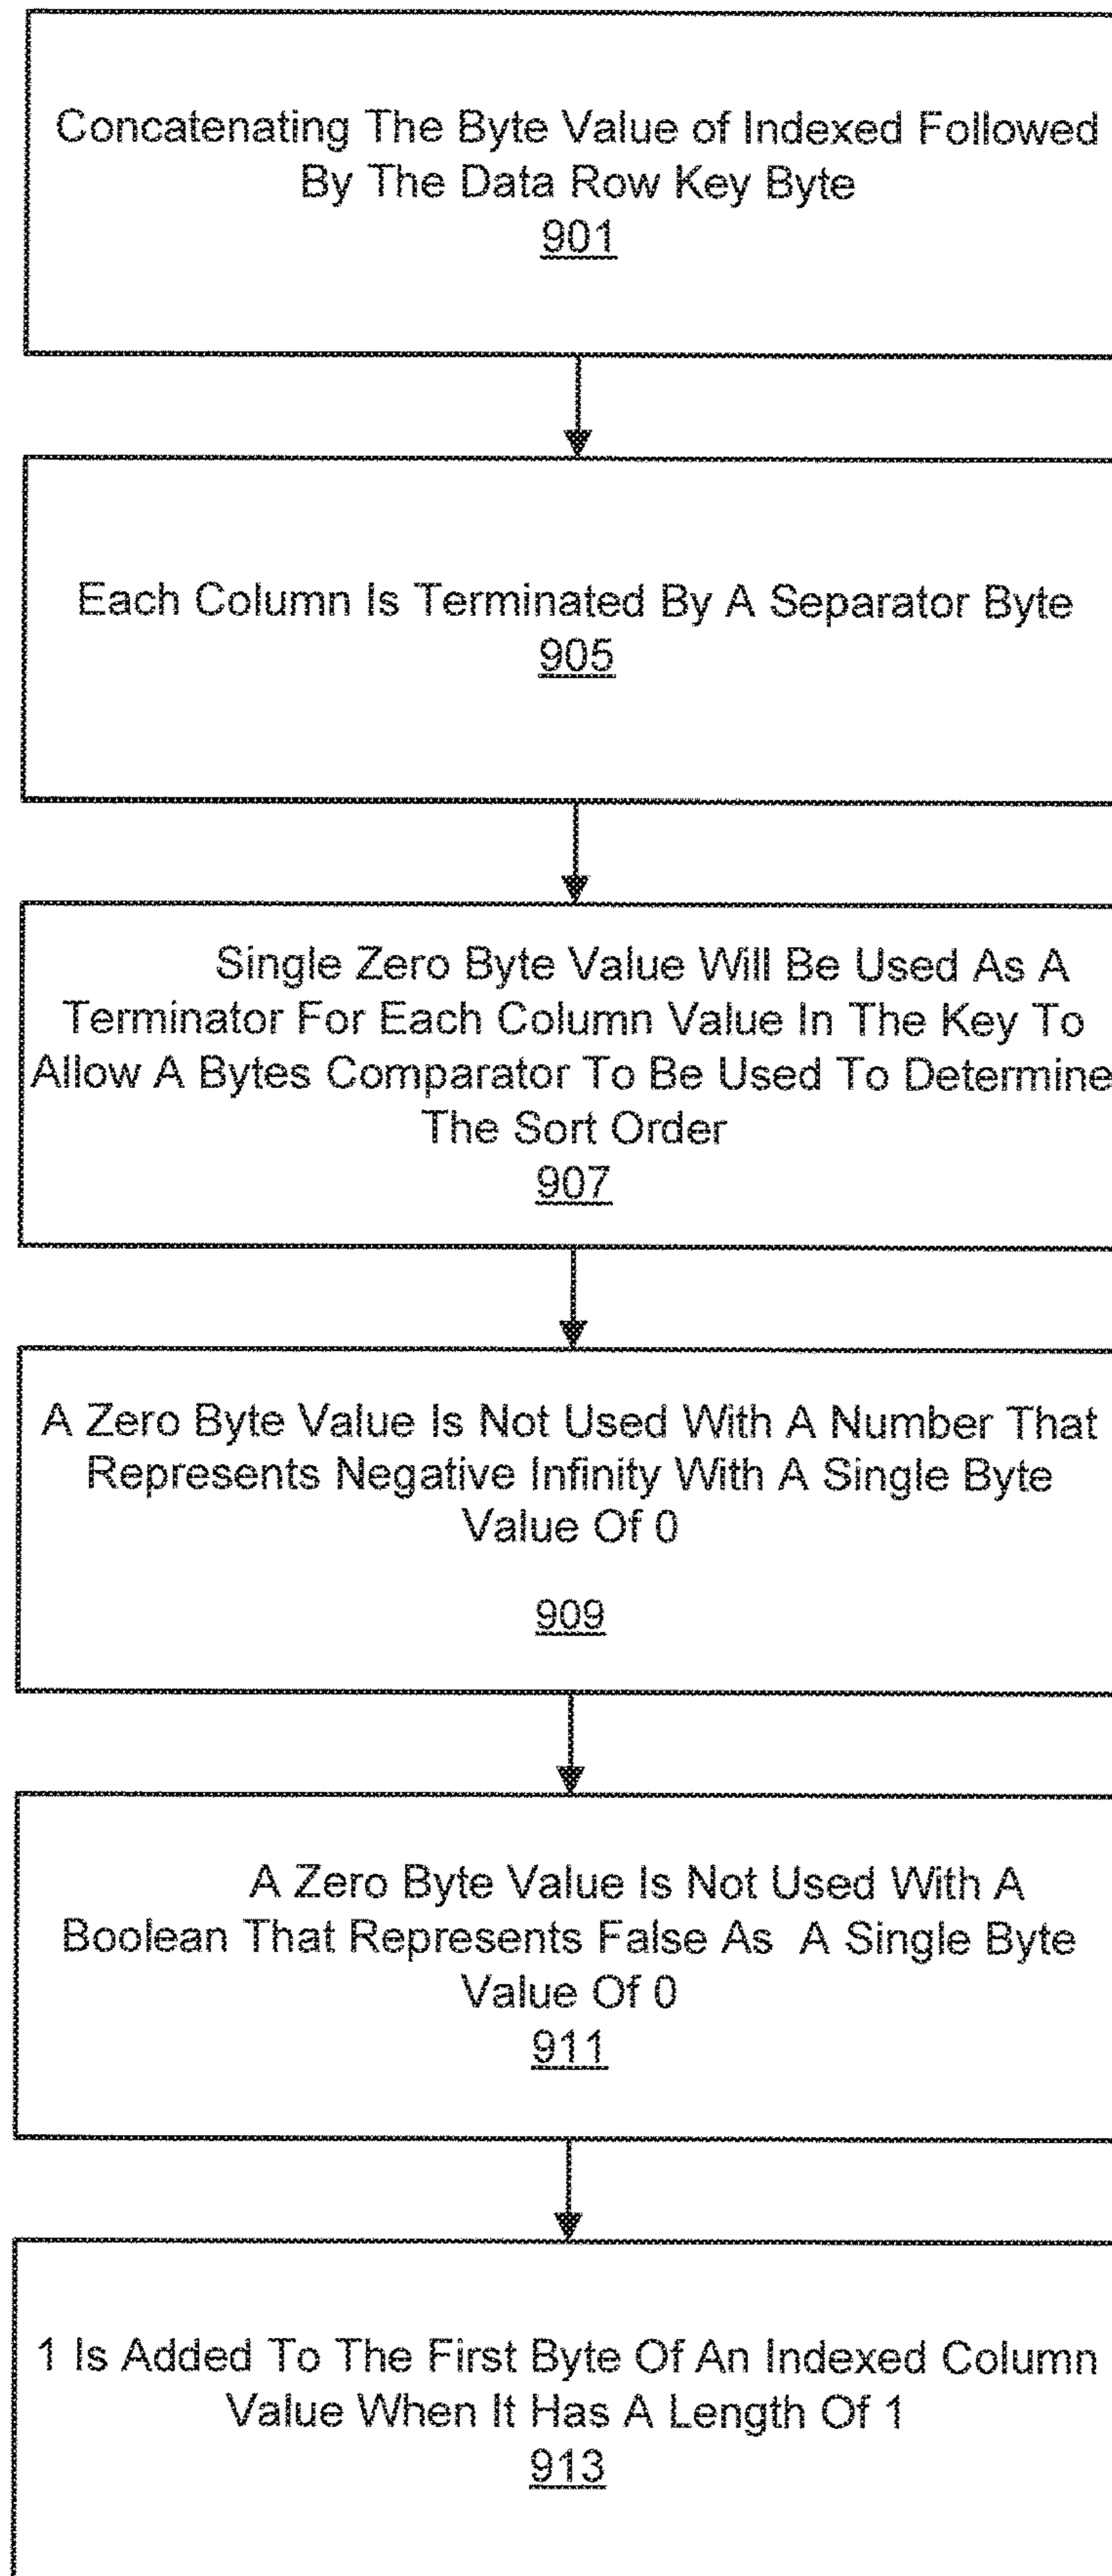 Concatenating The Byte Value of Indexed Followed
By The Data Row Key Byte
901
Each Column Is Terminated By A Separator Byte
905
Single Zero Byte Value Will Be Used As A
Terminator For Each Column Value In The Key To
Allow A Bytes Comparator To Be Used To Determine
The Sort Order
907
A Zero Byte Value Is Not Used With A Number That
Represents Negative Infinity With A Single Byte
Value Of 0
909
A Zero Byte Value Is Not Used With A
Boolean That Represents False As A Single Byte
Value Of 0
911
1 Is Added To The First Byte Of An Indexed Column
Value When It Has A Length Of 1
913